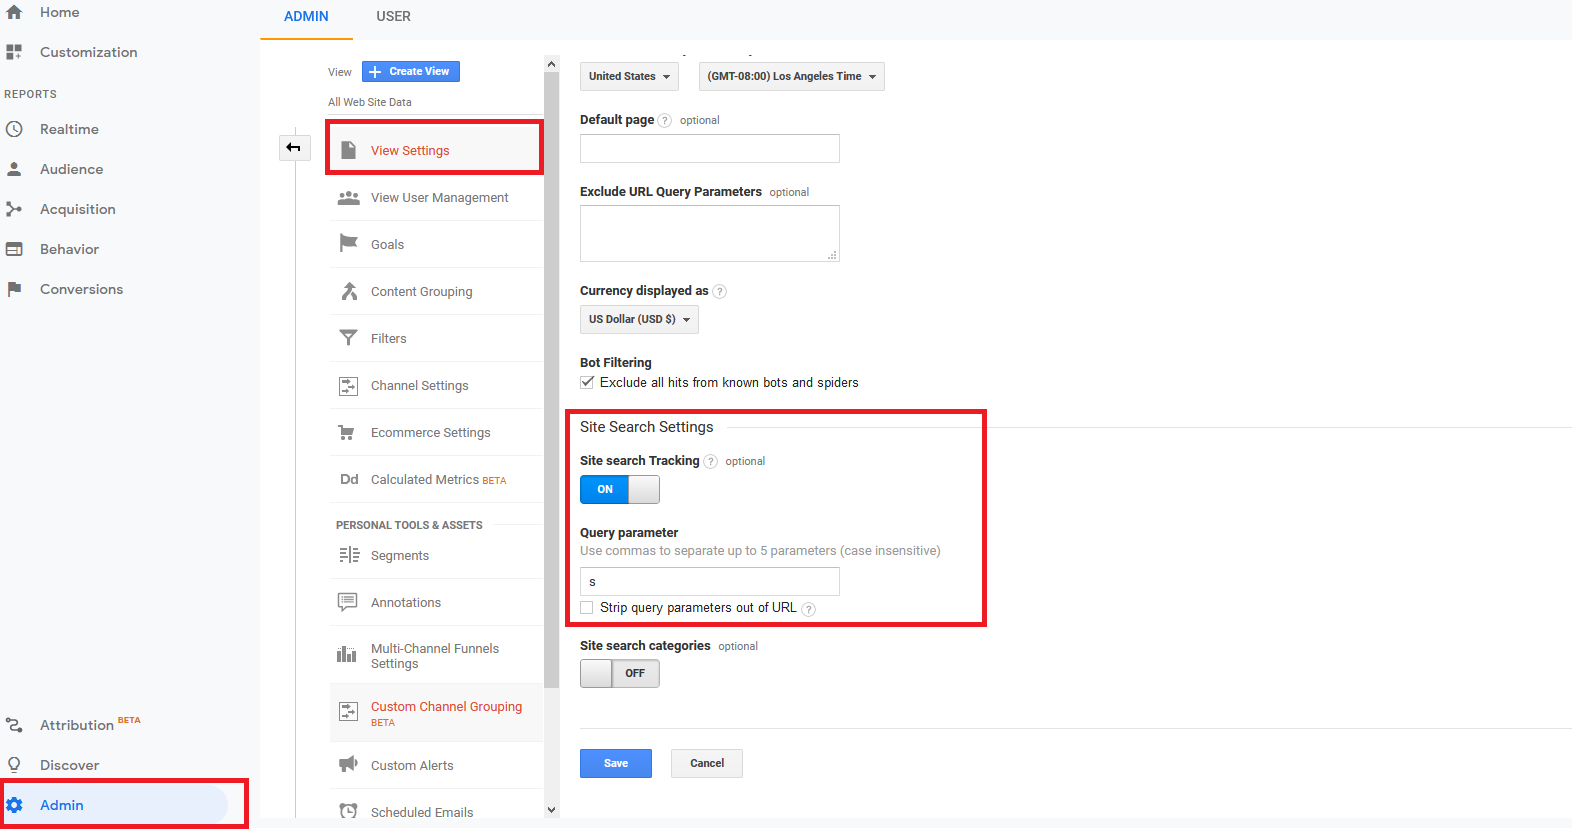 Home
Customization
REPORTS
Realtime
Audience
Acquisition
Behavior
Conversions
Attribution BETA
Discover
Admin
ADMIN USER
View Create View
All Web Site Data
View Settings
View User Management
Goals
Content Grouping
Filters
Channel Settings
Ecommerce Settings
Dd Calculated Metrics BETA
PERSONAL TOOLS & ASSETS
Segments
Annotations
Multi-Channel Funnels
Settings
Custom Channel Grouping
BETA
Custom Alerts
Scheduled Emails
United States (GMT-08:00) Los Angeles Time
Default page ? optional
Exclude URL Query Parameters optional
Currency displayed as ?
US Dollar (USD $)
Bot Filtering
Exclude all hits from known bots and spiders
Site Search Settings
Site search Tracking ? optional
ON
Query parameter
Use commas to separate up to 5 parameters (case insensitive)
s
Strip query parameters out of URL ?
Site search categories optional
OFF
Save Cancel